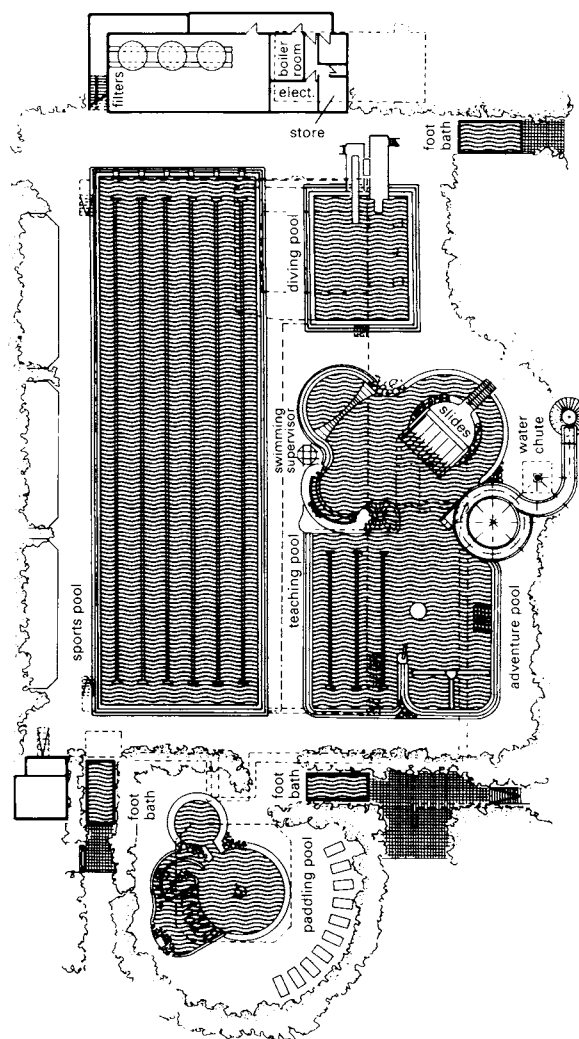 filters
boiler
room
elect.
store
foot
bath
diving pool
slides
swimming
supervisor
water
chute
teaching pool
sports pool
adventure pool
foot
bath
foot
bath
paddling pool